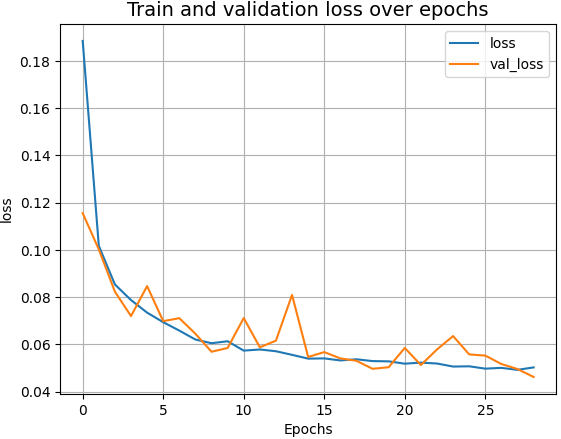 Train and validation loss over epochs
loss
val_loss
0.18
0.16
0.14
0.12
0.10
0.08
0.06
0.04
loss
0 5 10 15 20 25
Epochs